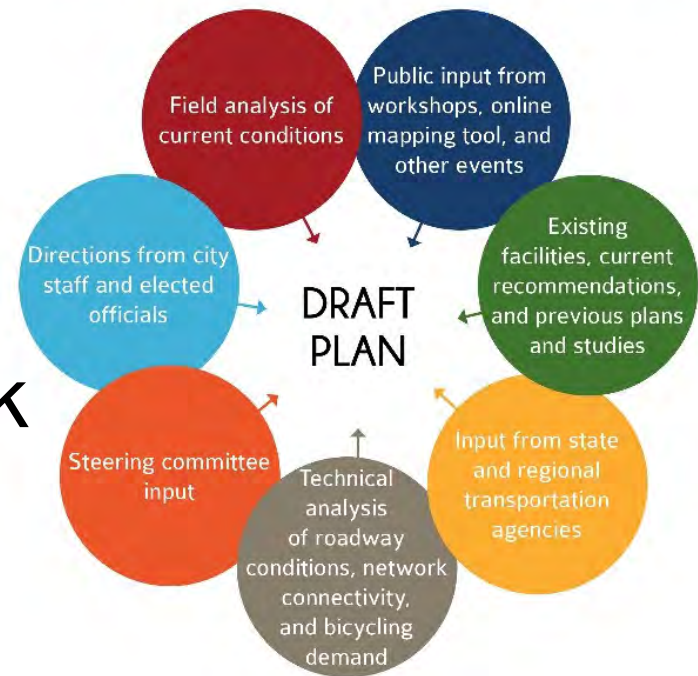 Field analysis of
current conditions
Public input from
workshops, online
mapping tool, and
other events
Directions from city
staff and elected
officials
Existing
facilities, current
recommendations,
and previous plans
and studies
DRAFT
PLAN
k
Steering committee
input
Input from state
and regional
transportation
agencies
Technical
analysis
of roadway
conditions, network
connectivity,
and bicycling
demand